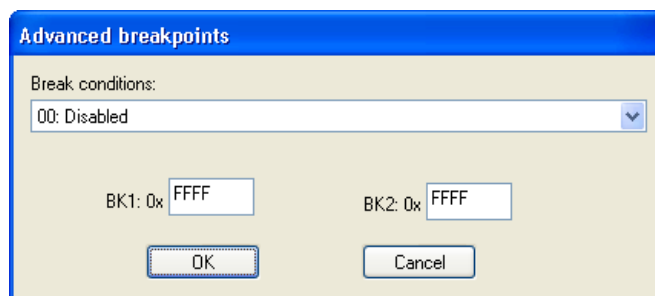 Advanced breakpoints
Break conditions:
00: Disabled
BK1: 0x FFFF BK2: 0x FFFF
OK Cancel